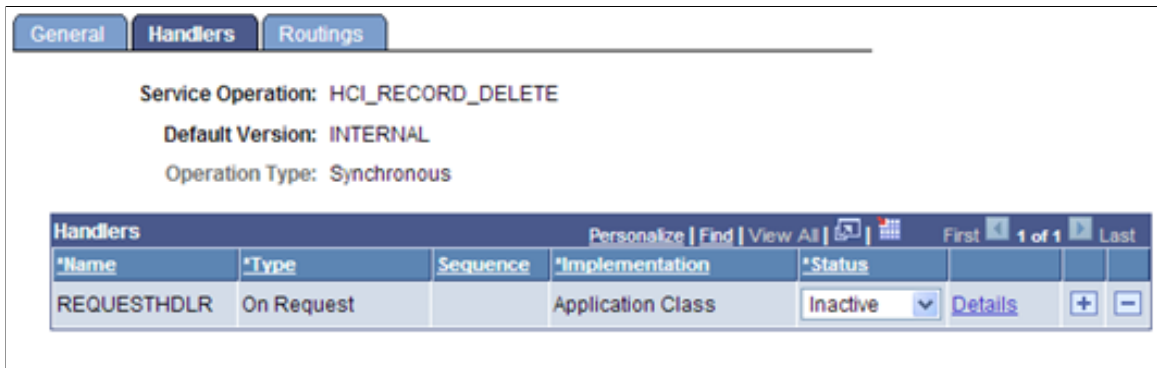 General Handlers Routings
Service Operation: HCI_RECORD_DELETE
Default Version: INTERNAL
Operation Type: Synchronous
Handlers Personalize | Find | View All | | First 1 of 1 Last
*Name *Type Sequence *Implementation *Status
REQUESTHDLR On Request Application Class Inactive Details + -